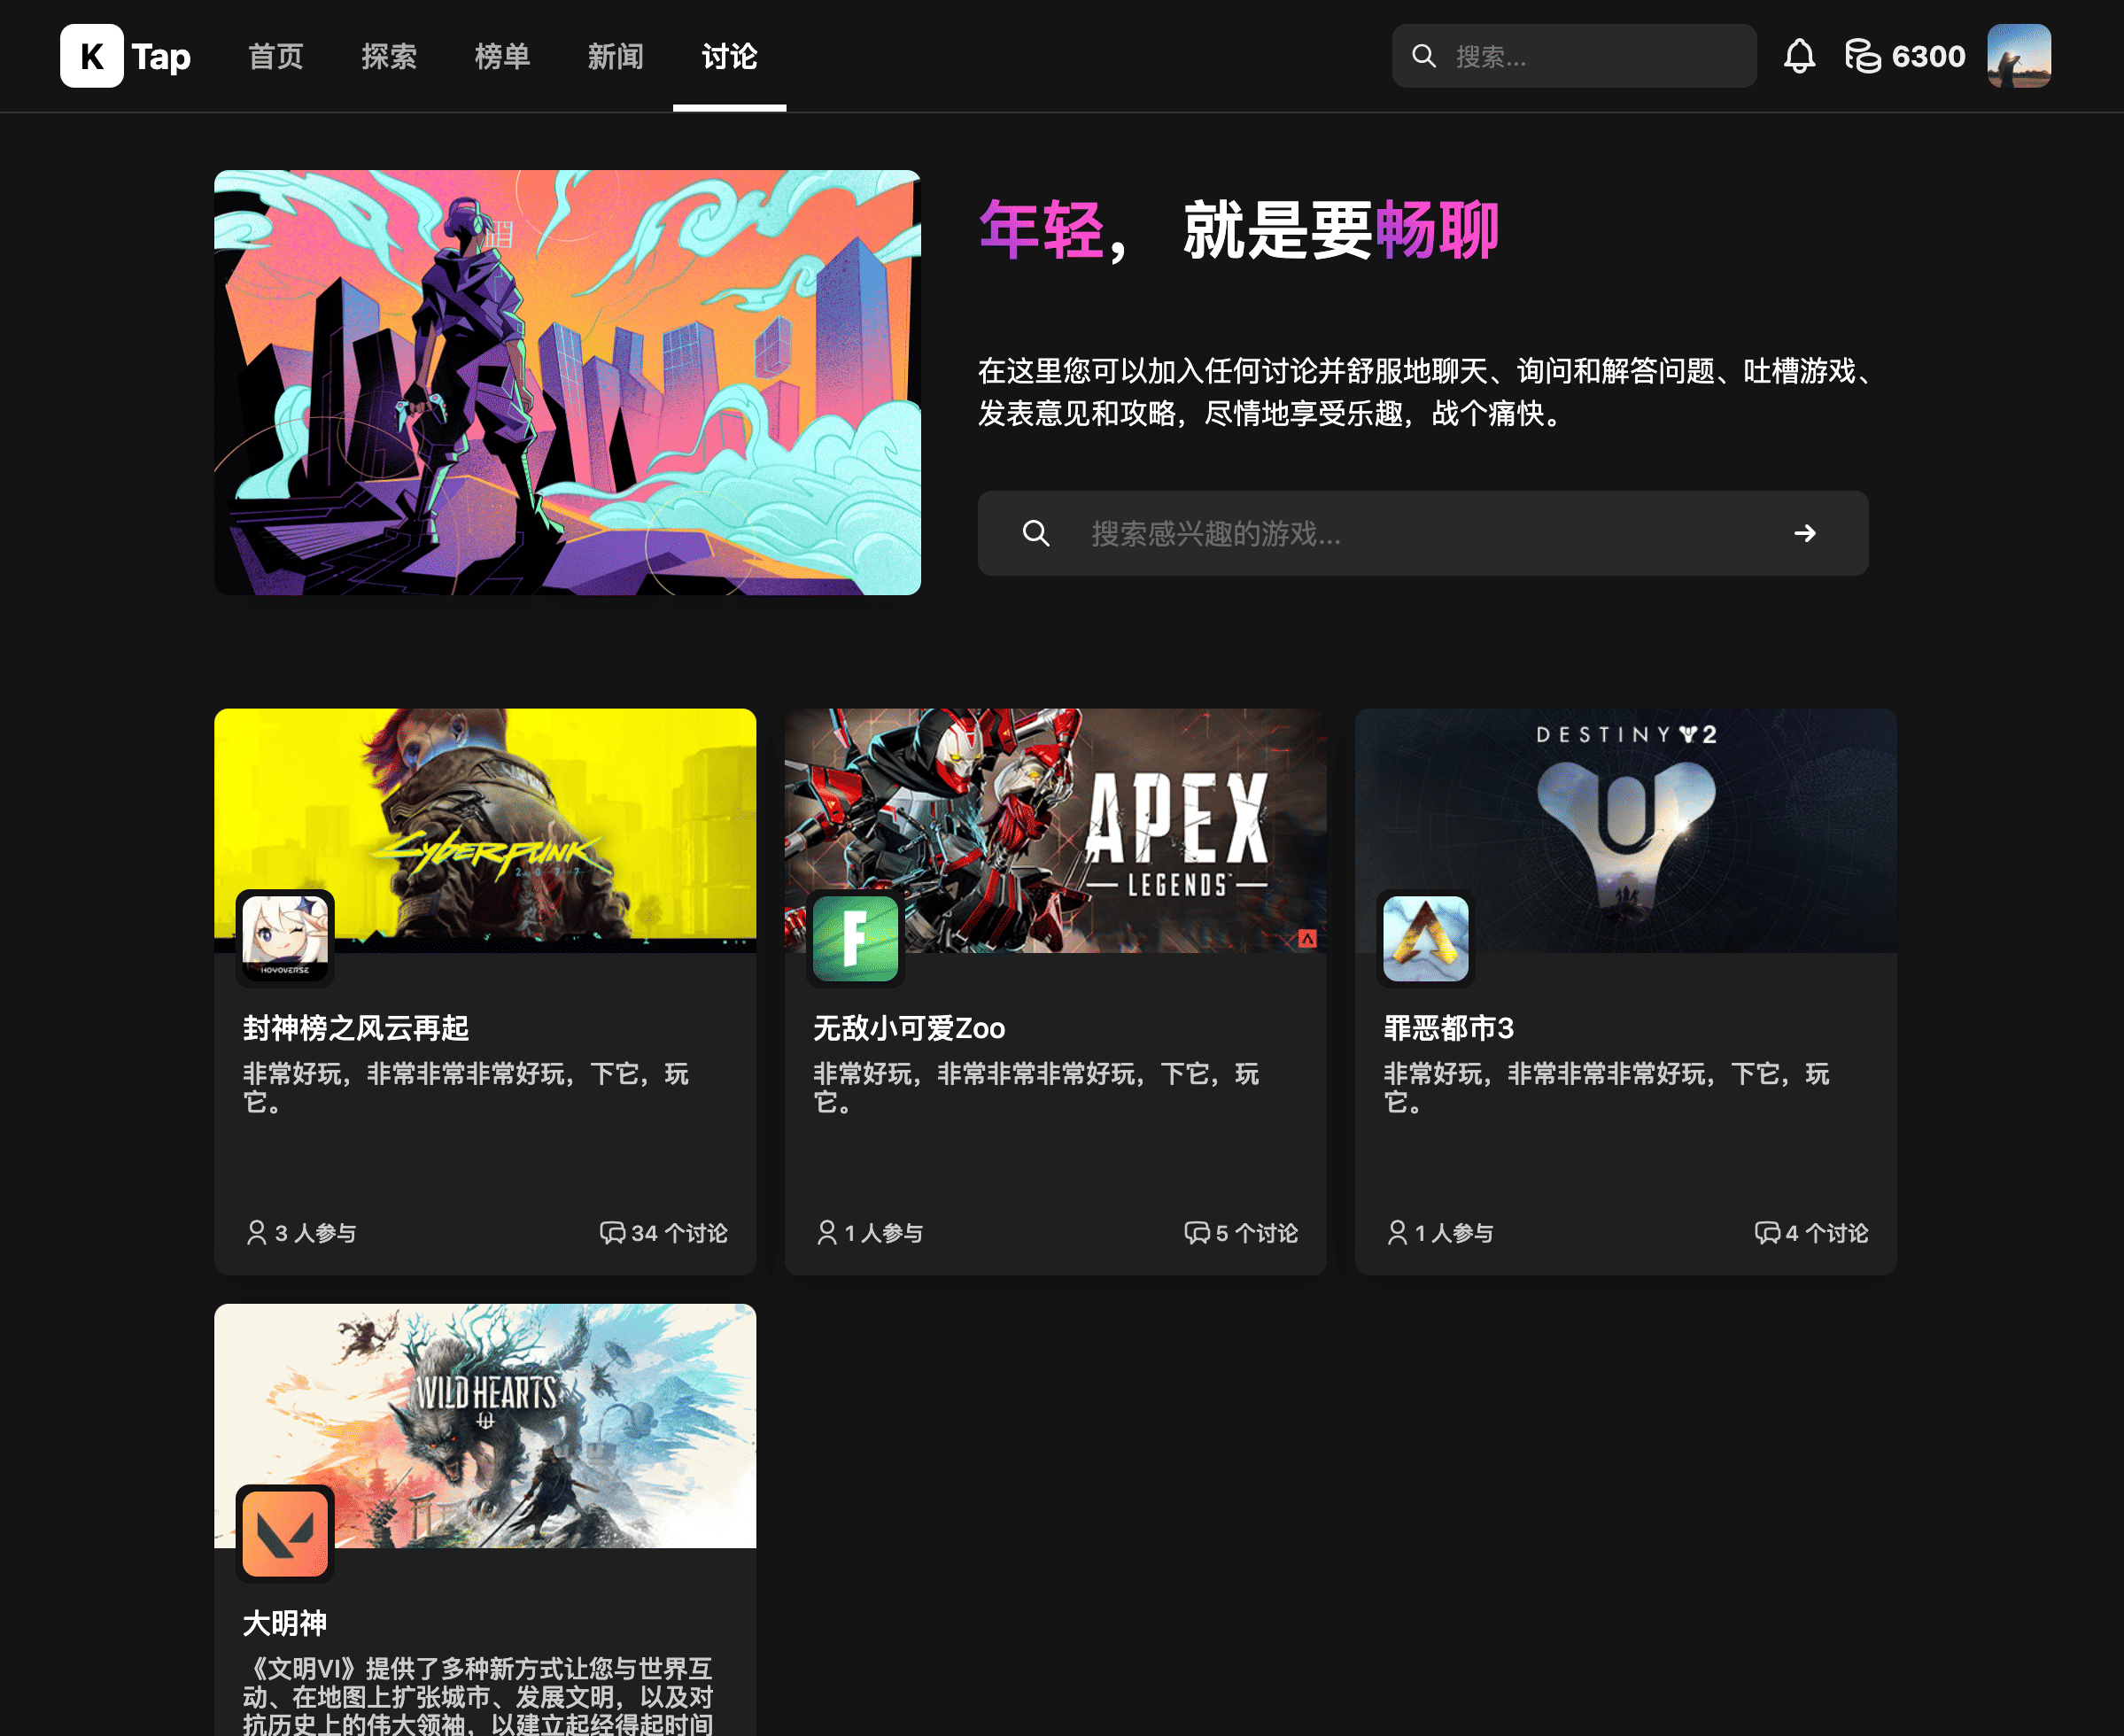 K Tap 首页 探索 榜单 新闻 讨论 搜索... 6300
年轻， 就是要畅聊
在这里您可以加入任何讨论并舒服地聊天、询问和解答问题、吐槽游戏、
发表意见和攻略，尽情地享受乐趣，战个痛快。
搜索感兴趣的游戏...
CYBERPUNK
2077
HOYOVERSE
封神榜之风云再起
非常好玩，非常非常非常好玩，下它，玩
它。
3 人参与 34 个讨论
APEX
LEGENDS
F
无敌小可爱Zoo
非常好玩，非常非常非常好玩，下它，玩
它。
1 人参与 5 个讨论
DESTINY 2
罪恶都市3
非常好玩，非常非常非常好玩，下它，玩
它。
1 人参与 4 个讨论
WILD HEARTS
大明神
《文明VI》提供了多种新方式让您与世界互
动、在地图上扩张城市、发展文明，以及对
抗历史上的伟大领袖，以建立起经得起时间